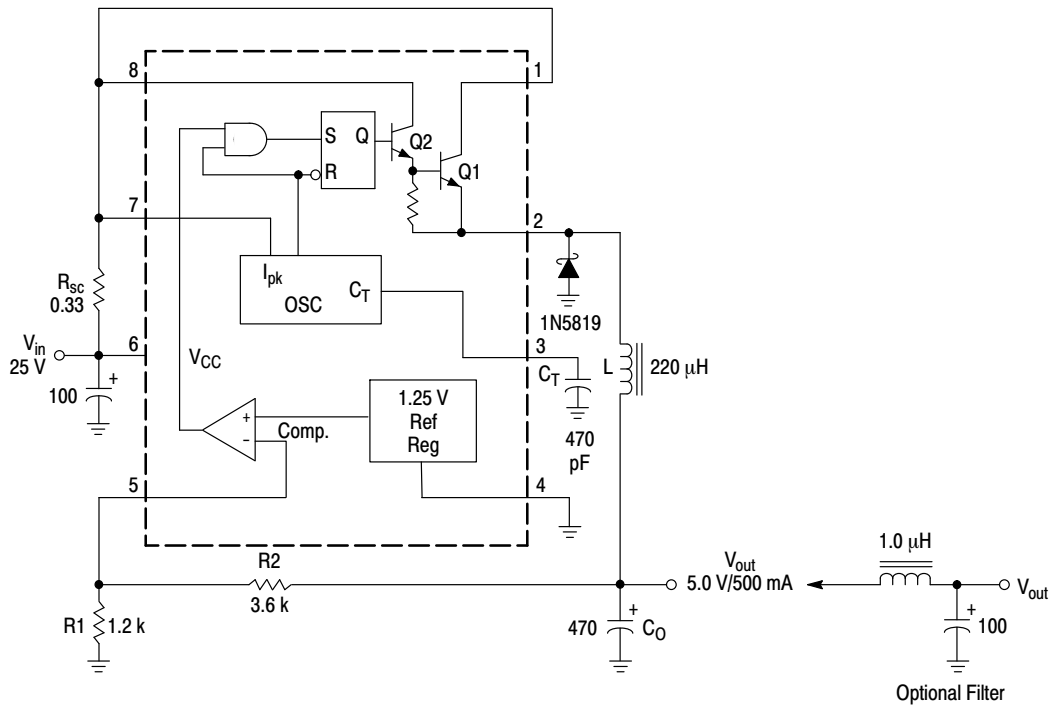 8
1
S
Q
Q2
R
Q1
7
2
Ipk
CT
OSC
Rsc
0.33
1N5819
Vin
25 V
6
VCC
3
CT
L
220 µH
100
+
1.25 V
Ref
Reg
+
−
Comp.
470
pF
5
4
R2
3.6 k
Vout
5.0 V/500 mA
1.0 µH
Vout
R1
1.2 k
470
+
CO
+
100
Optional Filter